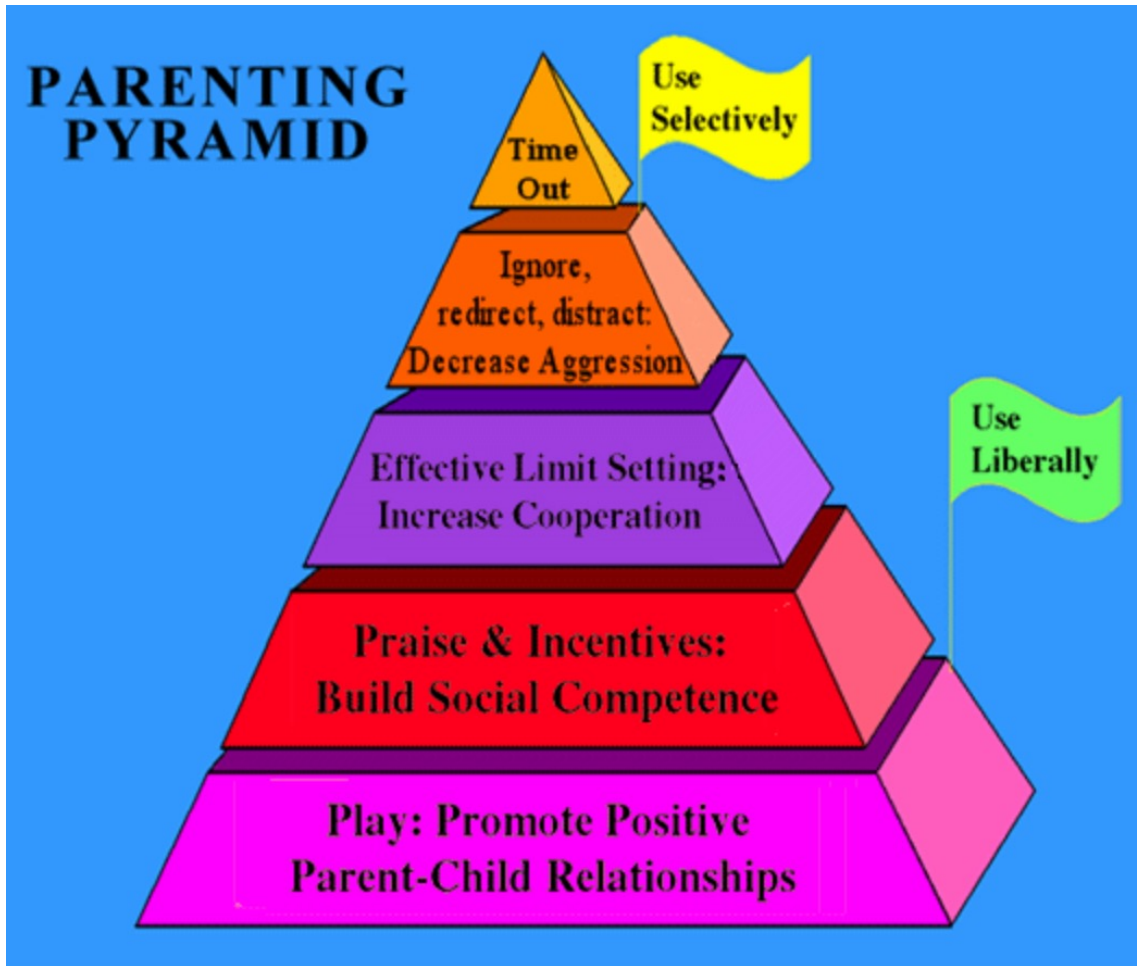 PARENTING
PYRAMID
Use
Selectively
Time
Out
Ignore,
redirect, distract:
Decrease Aggression
Use
Liberally
Effective Limit Setting:
Increase Cooperation
Praise & Incentives:
Build Social Competence
Play: Promote Positive
Parent-Child Relationships